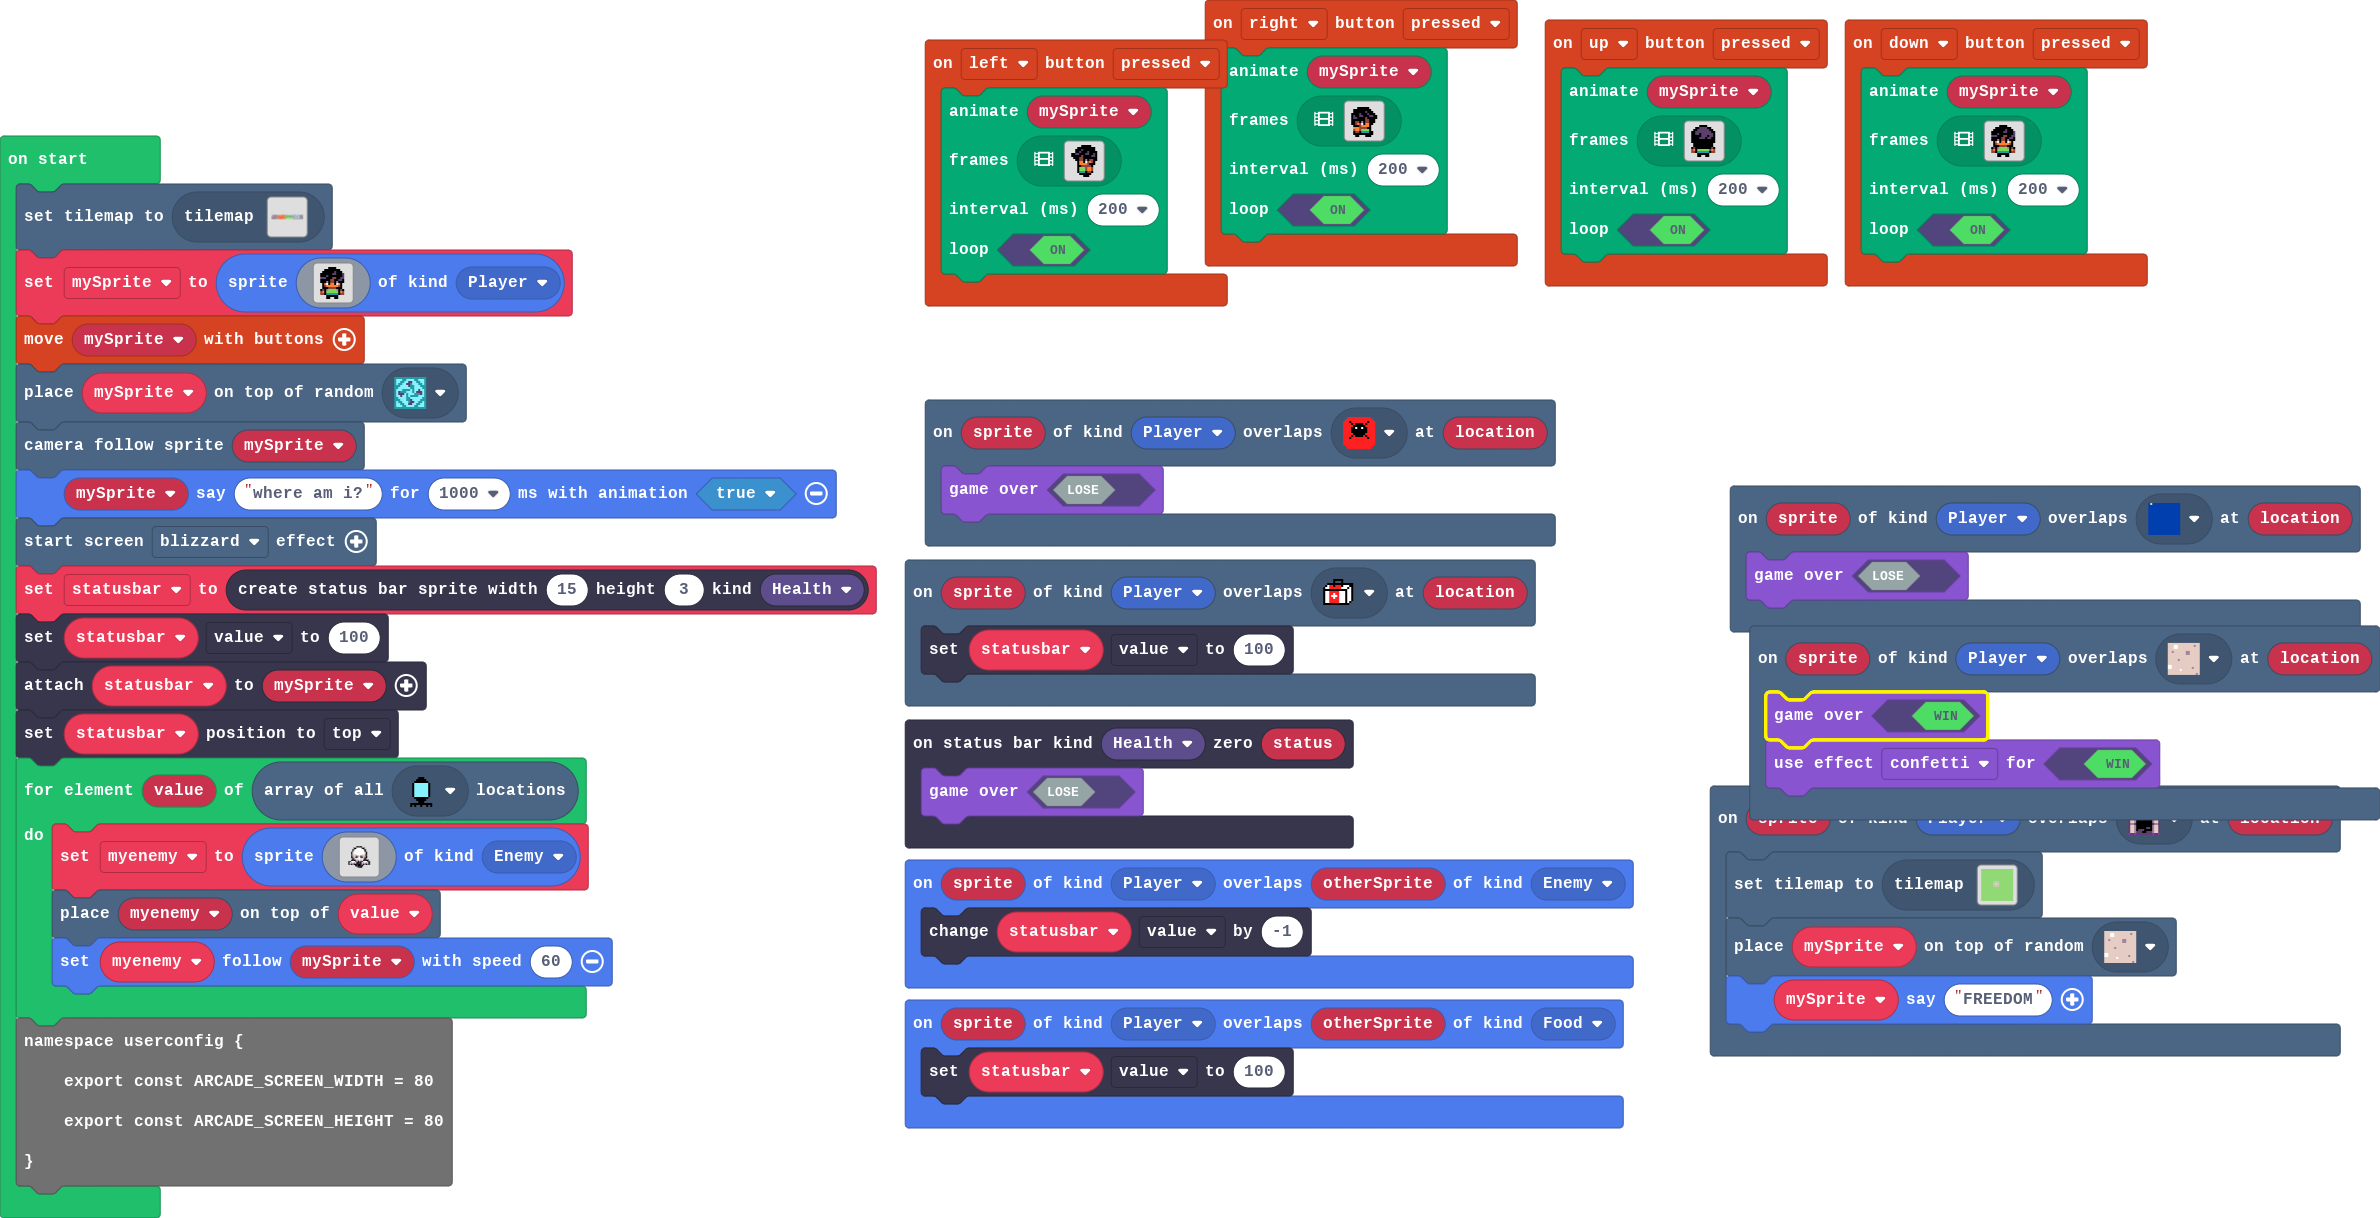 on start
set tilemap to tilemap
set mySprite to sprite of kind Player
move mySprite with buttons
place mySprite on top of random
camera follow sprite mySprite
mySprite say "where am i?" for 1000 ms with animation true
start screen blizzard effect
set statusbar to create status bar sprite width 15 height 3 kind Health
set statusbar value to 100
attach statusbar to mySprite
set statusbar position to top
for element value of array of all locations
do
set myenemy to sprite of kind Enemy
place myenemy on top of value
set myenemy follow mySprite with speed 60
namespace userconfig {
export const ARCADE_SCREEN_WIDTH = 80
export const ARCADE_SCREEN_HEIGHT = 80
}
on left button pressed
animate mySprite
frames
interval (ms) 200
loop ON
on right button pressed
animate mySprite
frames
interval (ms) 200
loop ON
on up button pressed
animate mySprite
frames
interval (ms) 200
loop ON
on down button pressed
animate mySprite
frames
interval (ms) 200
loop ON
on sprite of kind Player overlaps at location
game over LOSE
on sprite of kind Player overlaps at location
set statusbar value to 100
on status bar kind Health zero status
game over LOSE
on sprite of kind Player overlaps otherSprite of kind Enemy
change statusbar value by -1
on sprite of kind Player overlaps otherSprite of kind Food
set statusbar value to 100
on sprite of kind Player overlaps at location
game over LOSE
on sprite of kind Player overlaps at location
game over WIN
use effect confetti for WIN
on sprite of kind Player overlaps at location
set tilemap to tilemap
place mySprite on top of random
mySprite say "FREEDOM"